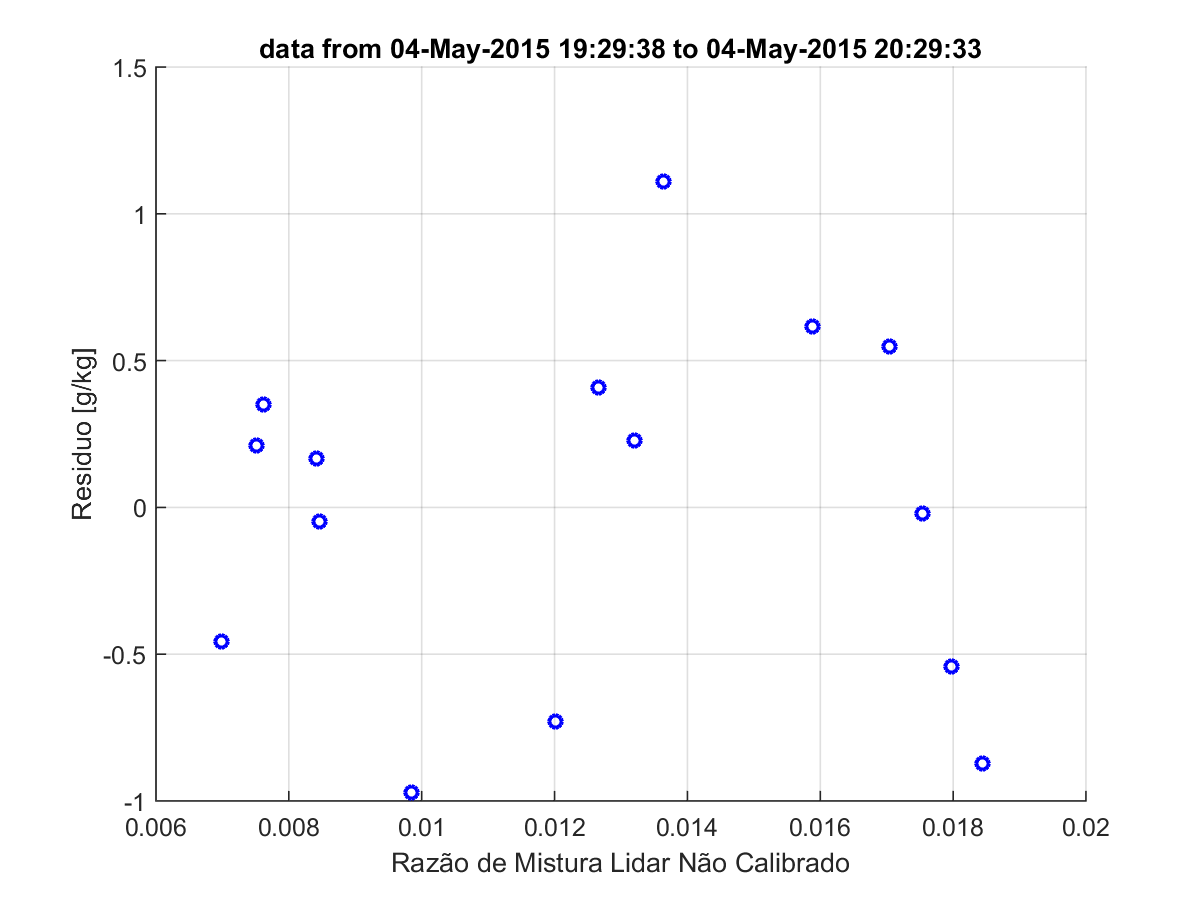 data from 04-May-2015 19:29:38 to 04-May-2015 20:29:33
1.5
1
0.5
0
-0.5
-1
Residuo [g/kg]
0.006 0.008 0.01 0.012 0.014 0.016 0.018 0.02
Razão de Mistura Lidar Não Calibrado